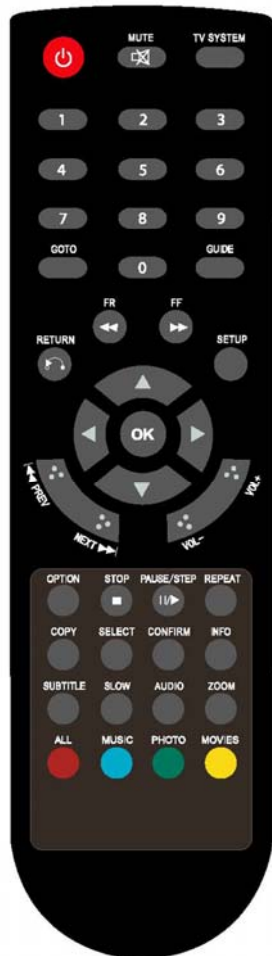 MUTE TV SYSTEM
1 2 3
4 5 6
7 8 9
GOTO GUIDE
0
FR FF
RETURN SETUP
OK
PREV VOL+
NEXT VOL-
OPTION STOP PAUSE/STEP REPEAT
COPY SELECT CONFIRM INFO
SUBTITLE SLOW AUDIO ZOOM
ALL MUSIC PHOTO MOVIES